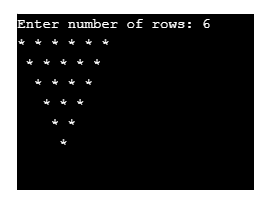 Enter number of rows: 6
* * * * * *
 * * * * *
  * * * *
   * * *
    * *
     *